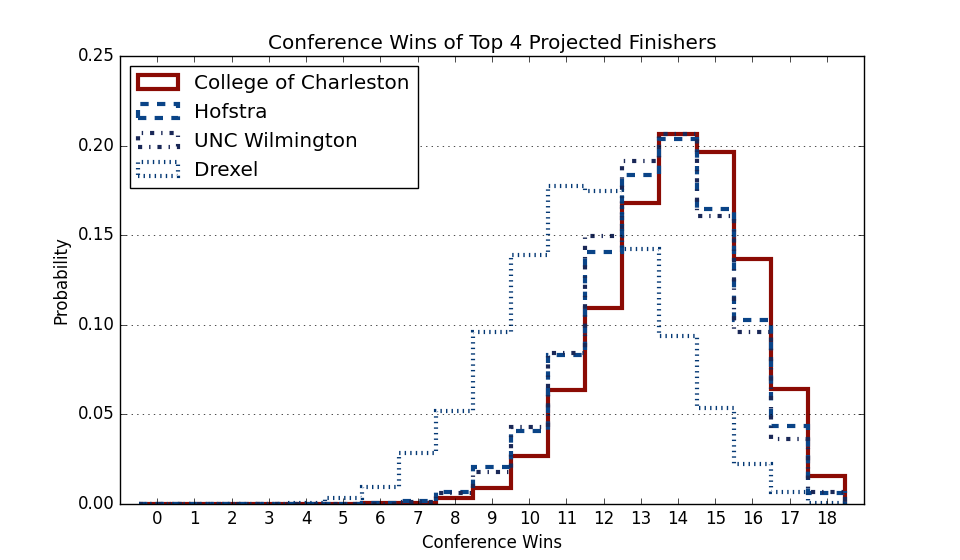 Conference Wins of Top 4 Projected Finishers
0.25
0.20
0.15
0.10
0.05
0.00
Probability
College of Charleston
Hofstra
UNC Wilmington
Drexel
0 1 2 3 4 5 6 7 8 9 10 11 12 13 14 15 16 17 18
Conference Wins